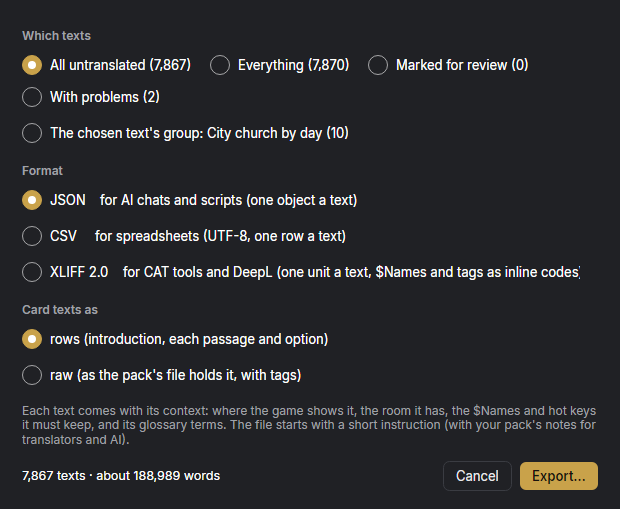 Which texts
All untranslated (7,867) Everything (7,870) Marked for review (0)
With problems (2)
The chosen text's group: City church by day (10)
Format
JSON for AI chats and scripts (one object a text)
CSV for spreadsheets (UTF-8, one row a text)
XLIFF 2.0 for CAT tools and DeepL (one unit a text, $Names and tags as inline codes)
Card texts as
rows (introduction, each passage and option)
raw (as the pack's file holds it, with tags)
Each text comes with its context: where the game shows it, the room it has, the $Names and hot keys
it must keep, and its glossary terms. The file starts with a short instruction (with your pack's notes for
translators and AI).
7,867 texts · about 188,989 words
Cancel Export...